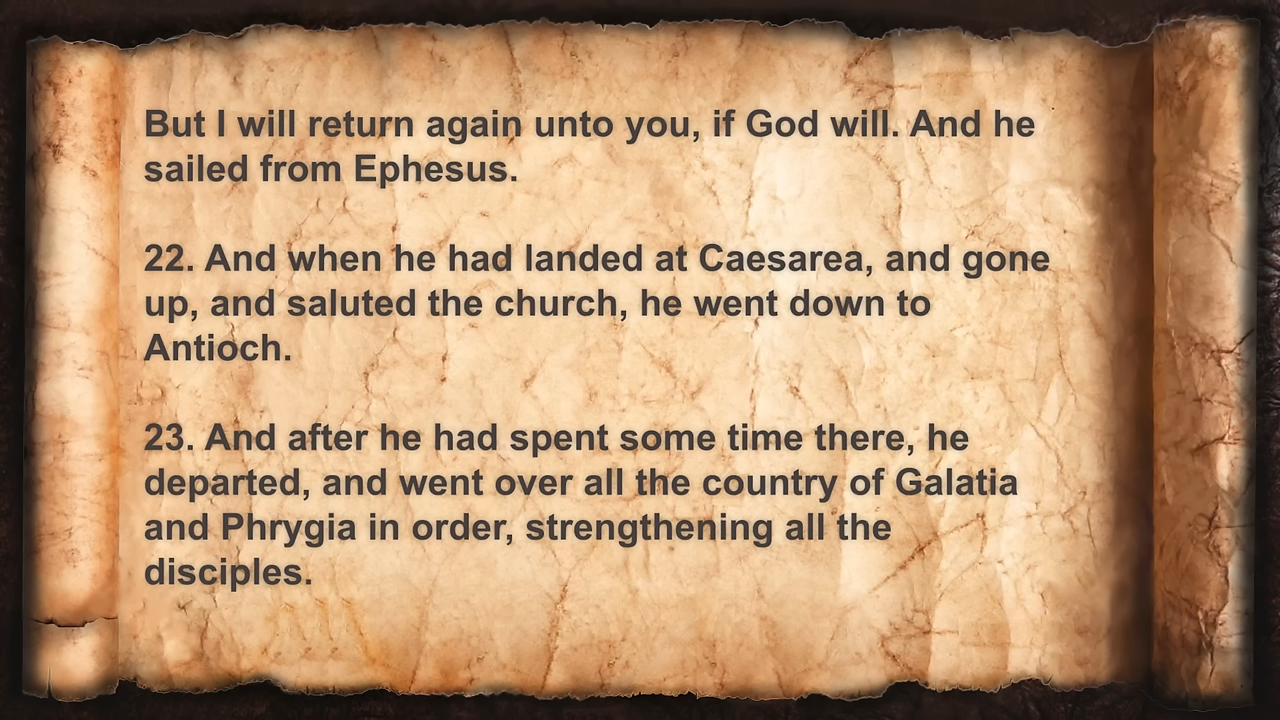 But I will return again unto you, if God will. And he
sailed from Ephesus.
22. And when he had landed at Caesarea, and gone
up, and saluted the church, he went down to
Antioch.
23. And after he had spent some time there, he
departed, and went over all the country of Galatia
and Phrygia in order, strengthening all the
disciples.